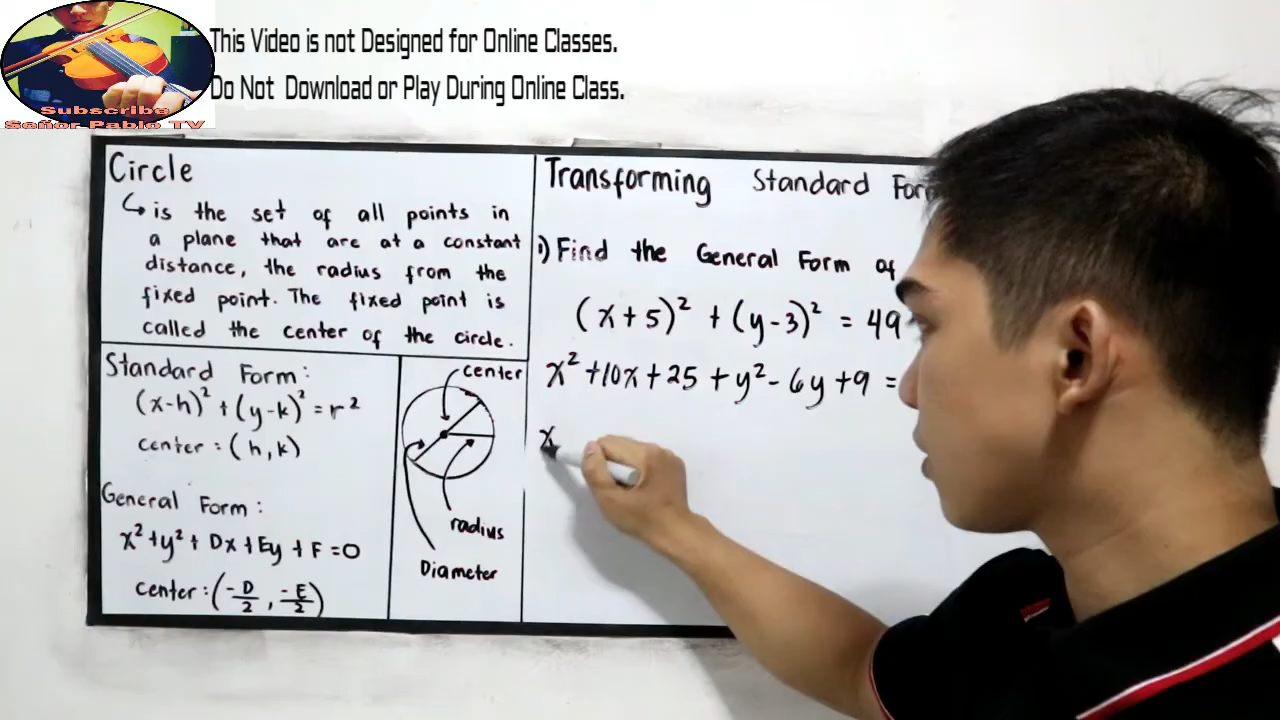 This Video is not Designed for Online Classes.
Do Not Download or Play During Online Class.
Subscribe
Señor Pablo TV
Circle
↳ is the set of all points in
a plane that are at a constant
distance, the radius from the
fixed point. The fixed point is
called the center of the circle.
Standard Form:
(x-h)² + (y-k)² = r²
center : (h, k)
General Form:
x² + y² + Dx + Ey + F = 0
center : (-D/2, -E/2)
center
radius
Diameter
Transforming Standard
1) Find the General Form of
(x+5)² + (y-3)² = 49
x² + 10x + 25 + y² - 6y + 9 =
x